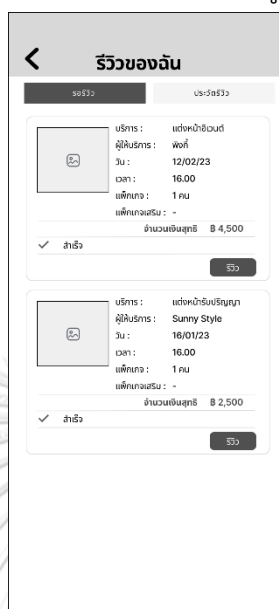 รีวิวของฉัน
รอรีวิว ประวัติรีวิว
บริการ : แต่งหน้าอีเวนต์
ผู้ให้บริการ : พิงกี้
วัน : 12/02/23
เวลา : 16.00
แพ็กเกจ : 1 คน
แพ็กเกจเสริม : -
จำนวนเงินสุทธิ ฿ 4,500
สำเร็จ
รีวิว
บริการ : แต่งหน้ารับปริญญา
ผู้ให้บริการ : Sunny Style
วัน : 16/01/23
เวลา : 16.00
แพ็กเกจ : 1 คน
แพ็กเกจเสริม : -
จำนวนเงินสุทธิ ฿ 2,500
สำเร็จ
รีวิว